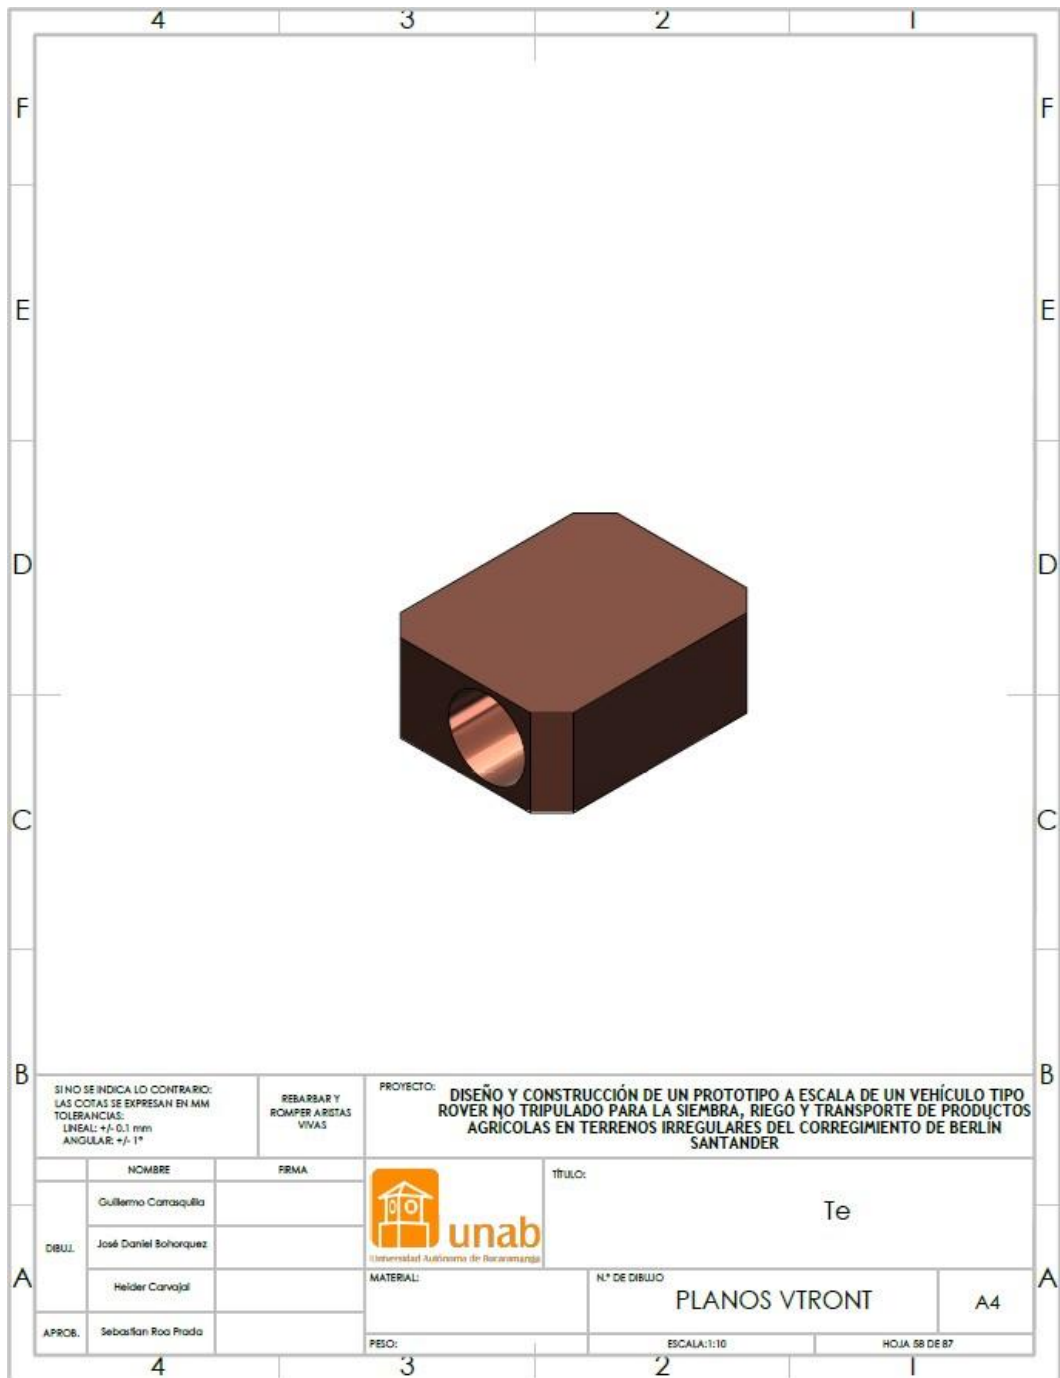 4 3 2 1
F F
E E
D D
C C
B B
SI NO SE INDICA LO CONTRARIO:
LAS COTAS SE EXPRESAN EN MM
TOLERANCIAS:
LINEAL: +/- 0.1 mm
ANGULAR: +/- 1°
REBARBAR Y
ROMPER ARISTAS
VIVAS
PROYECTO:
DISEÑO Y CONSTRUCCIÓN DE UN PROTOTIPO A ESCALA DE UN VEHÍCULO TIPO
ROVER NO TRIPULADO PARA LA SIEMBRA, RIEGO Y TRANSPORTE DE PRODUCTOS
AGRÍCOLAS EN TERRENOS IRREGULARES DEL CORREGIMIENTO DE BERLÍN
SANTANDER
NOMBRE FIRMA
DIBUJ.
Guillermo Carrasquilla
José Daniel Bohorquez
Helder Carvajal
APROB. Sebastian Roa Prada
unab
Universidad Autónoma de Bucaramanga
TÍTULO:
Te
MATERIAL:
N.º DE DIBUJO
PLANOS VTRONT
A4
PESO:
ESCALA:1:10
HOJA 58 DE 87
A A
4 3 2 1